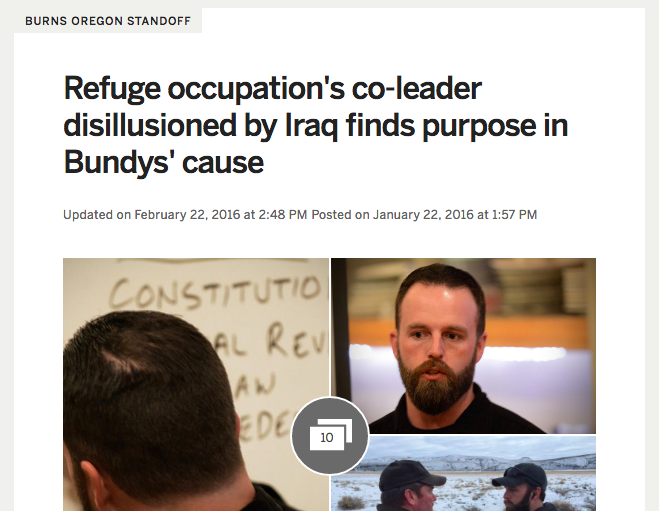 BURNS OREGON STANDOFF
Refuge occupation's co-leader
disillusioned by Iraq finds purpose in
Bundys' cause
Updated on February 22, 2016 at 2:48 PM Posted on January 22, 2016 at 1:57 PM
CONSTITUTIO
AL REV
AW
EDE
10